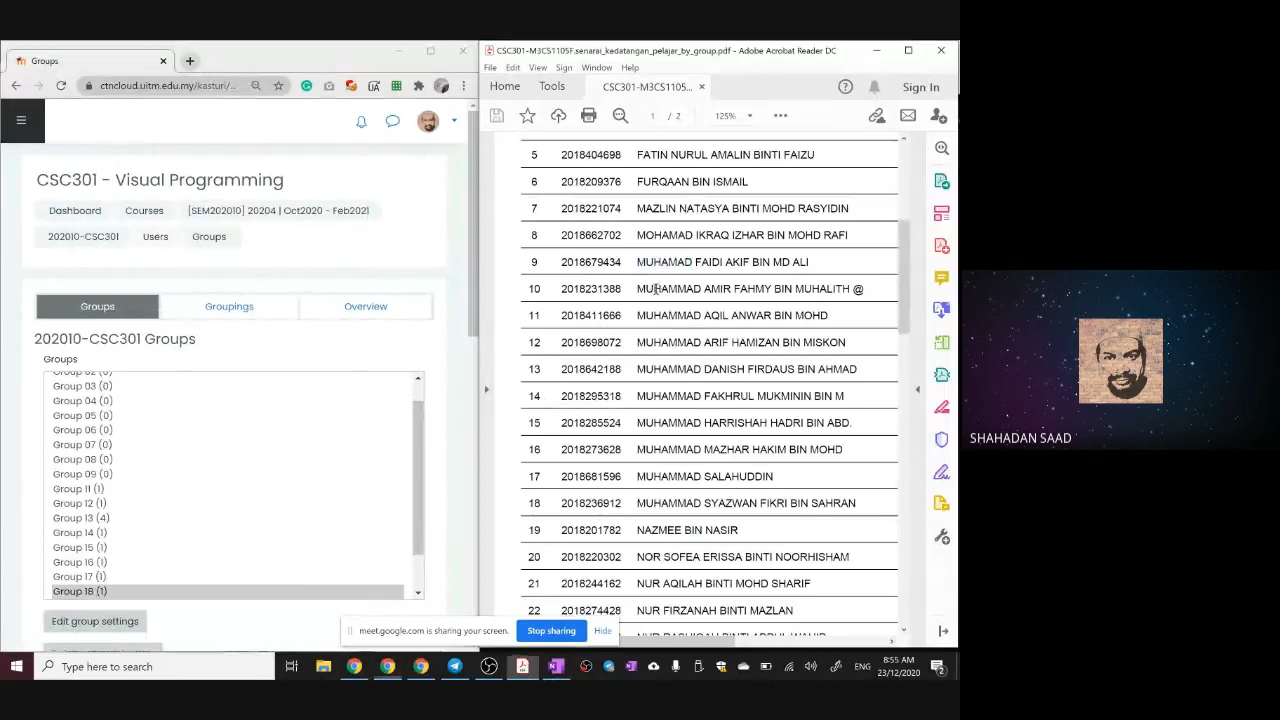 Groups
ctncloud.uitm.edu.my/kasturi/...
CSC301 - Visual Programming
Dashboard
Courses
[SEM202010] 20204 | Oct2020 - Feb2021
202010-CSC301
Users
Groups
Groups
Groupings
Overview
202010-CSC301 Groups
Groups
Group 03 (0)
Group 04 (0)
Group 05 (0)
Group 06 (0)
Group 07 (0)
Group 08 (0)
Group 09 (0)
Group 11 (1)
Group 12 (1)
Group 13 (4)
Group 14 (1)
Group 15 (1)
Group 16 (1)
Group 17 (1)
Group 18 (1)
Edit group settings
CSC301-M3CS1105F.senarai_kedatangan_pelajar_by_group.pdf - Adobe Acrobat Reader DC
File Edit View Sign Window Help
Home
Tools
CSC301-M3CS1105...
Sign In
1 / 2
125%
5 2018404698 FATIN NURUL AMALIN BINTI FAIZU
6 2018209376 FURQAAN BIN ISMAIL
7 2018221074 MAZLIN NATASYA BINTI MOHD RASYIDIN
8 2018662702 MOHAMAD IKRAQ IZHAR BIN MOHD RAFI
9 2018679434 MUHAMAD FAIDI AKIF BIN MD ALI
10 2018231388 MUHAMMAD AMIR FAHMY BIN MUHALITH @
11 2018411666 MUHAMMAD AQIL ANWAR BIN MOHD
12 2018698072 MUHAMMAD ARIF HAMIZAN BIN MISKON
13 2018642188 MUHAMMAD DANISH FIRDAUS BIN AHMAD
14 2018295318 MUHAMMAD FAKHRUL MUKMININ BIN M
15 2018285524 MUHAMMAD HARRISHAH HADRI BIN ABD.
16 2018273628 MUHAMMAD MAZHAR HAKIM BIN MOHD
17 2018681596 MUHAMMAD SALAHUDDIN
18 2018236912 MUHAMMAD SYAZWAN FIKRI BIN SAHRAN
19 2018201782 NAZMEE BIN NASIR
20 2018220302 NOR SOFEA ERISSA BINTI NOORHISHAM
21 2018244162 NUR AQILAH BINTI MOHD SHARIF
22 2018274428 NUR FIRZANAH BINTI MAZLAN
meet.google.com is sharing your screen.
Stop sharing
Hide
SHAHADAN SAAD
Type here to search
ENG
8:55 AM
23/12/2020
2